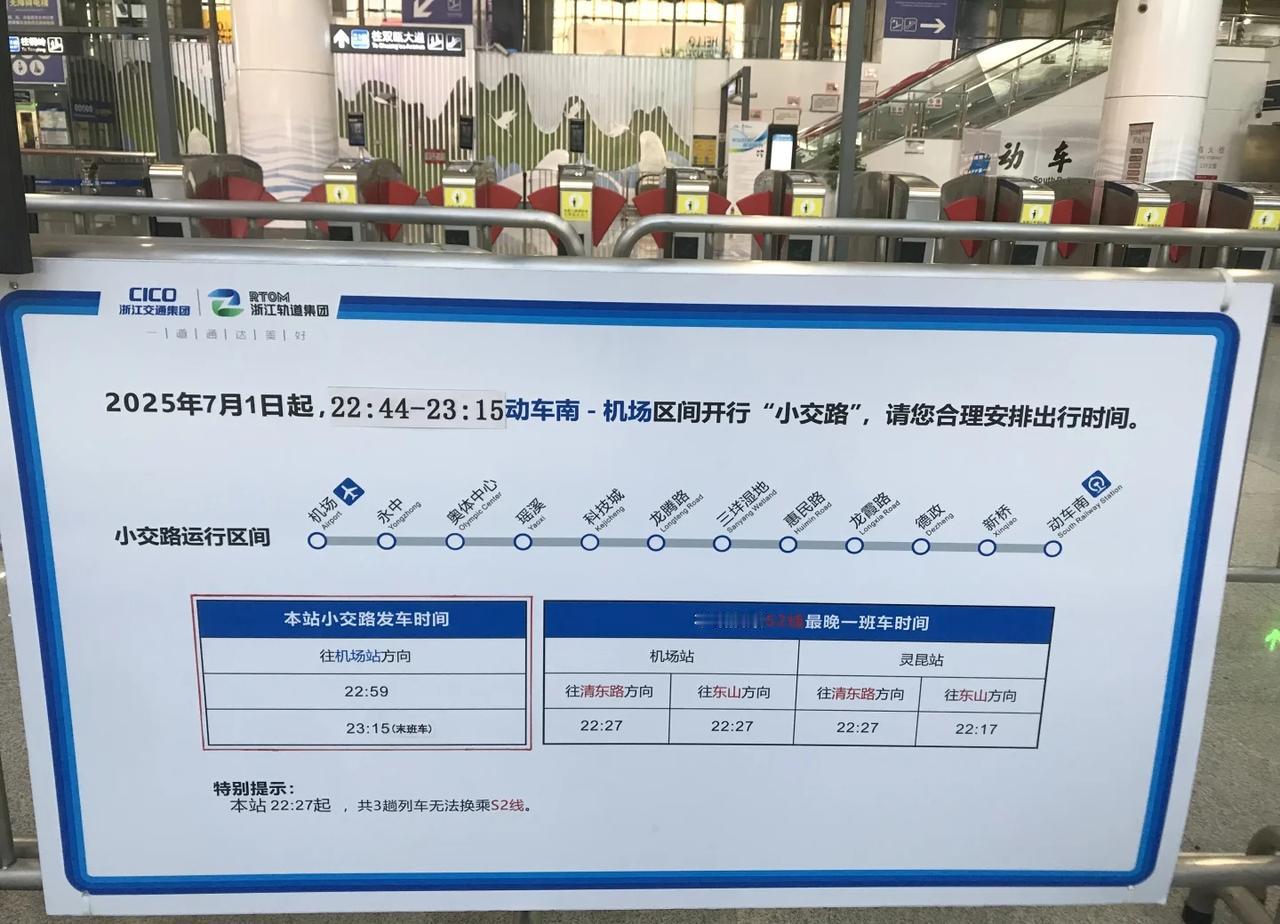 往双瓯大道
动 车
South Railway
CICO
浙江交通集团
RTOM
浙江轨道集团
一|道|通|达|美|好
2025年7月1日起,22:44-23:15动车南-机场区间开行“小交路”，请您合理安排出行时间。
小交路运行区间
机场
Airport
永中
Yongzhong
奥体中心
Olympic Center
瑶溪
Yaoxi
科技城
Kejicheng
龙腾路
Longteng Road
三垟湿地
Sanyang Wetland
惠民路
Huimin Road
龙霞路
Longxia Road
德政
Dezheng
新桥
Xinqiao
动车南
South Railway Station
本站小交路发车时间
往机场站方向
22:59
23:15(末班车)
S2线最晚一班车时间
机场站 灵昆站
往清东路方向 往东山方向 往清东路方向 往东山方向
22:27 22:27 22:27 22:17
特别提示：
本站 22:27起 ，共3趟列车无法换乘S2线。